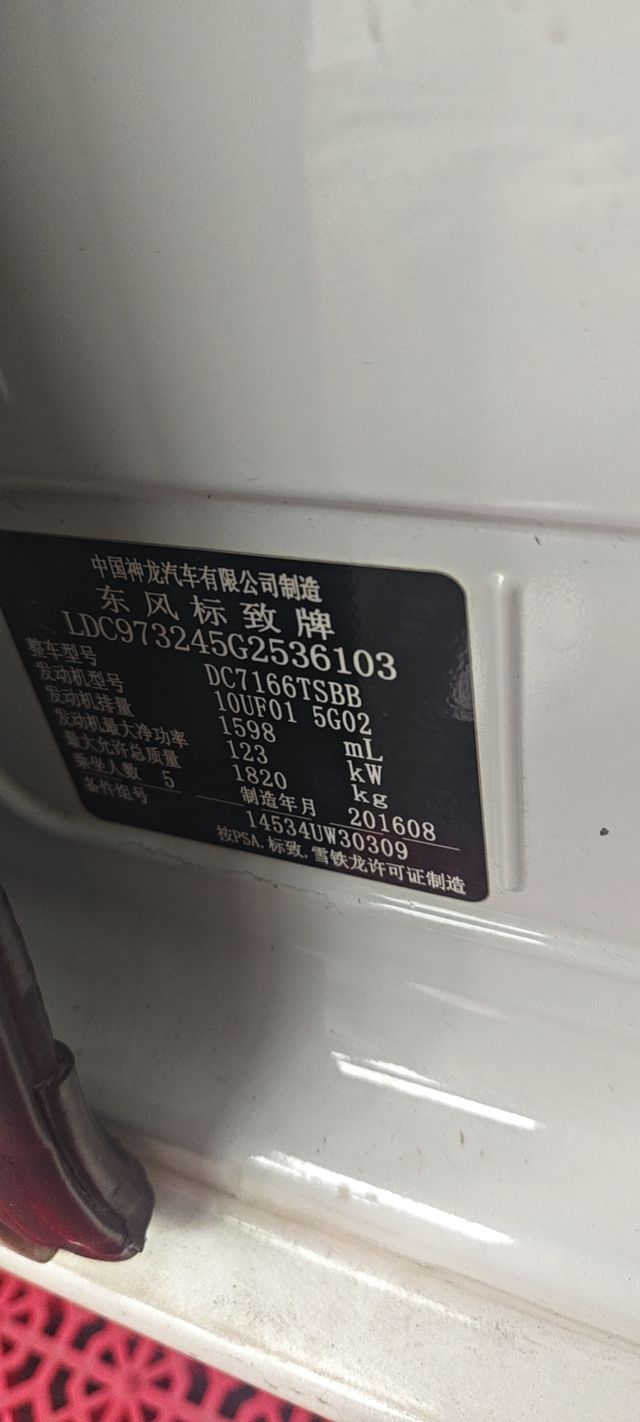 中国神龙汽车有限公司制造
东风标致牌
LDC973245G2536103
整车型号 DC7166TSBB
发动机型号 10UF01 5G02
发动机排量 1598 mL
发动机最大净功率 123 kW
最大允许总质量 1820 kg
乘坐人数 5 制造年月 201608
备件组号 14534UW30309
按PSA.标致.雪铁龙许可证制造